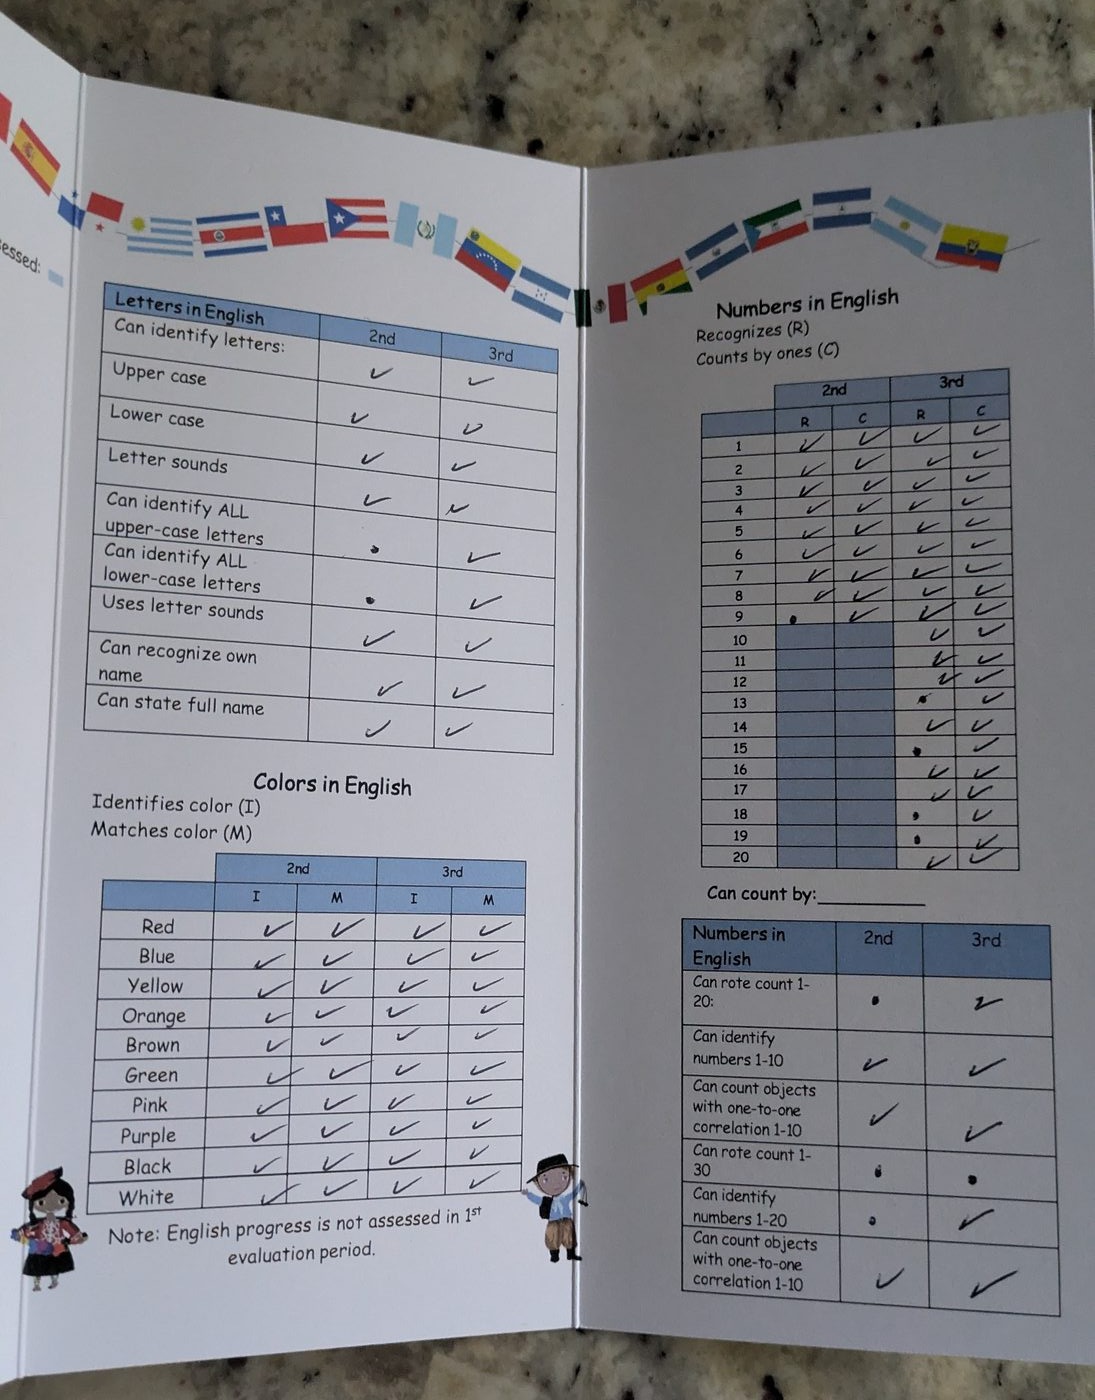 essed:
Letters in English
2nd
3rd
Can identify letters:
✓ ✓
Upper case
✓ ✓
Lower case
✓ ✓
Letter sounds
✓ ✓
Can identify ALL
upper-case letters
• ✓
Can identify ALL
lower-case letters
• ✓
Uses letter sounds
✓ ✓
Can recognize own
name
✓ ✓
Can state full name
✓ ✓
Colors in English
Identifies color (I)
Matches color (M)
2nd 3rd
I M I M
Red ✓ ✓ ✓ ✓
Blue ✓ ✓ ✓ ✓
Yellow ✓ ✓ ✓ ✓
Orange ✓ ✓ ✓ ✓
Brown ✓ ✓ ✓ ✓
Green ✓ ✓ ✓ ✓
Pink ✓ ✓ ✓ ✓
Purple ✓ ✓ ✓ ✓
Black ✓ ✓ ✓ ✓
White ✓ ✓ ✓ ✓
Note: English progress is not assessed in 1st
evaluation period.
Numbers in English
Recognizes (R)
Counts by ones (C)
2nd 3rd
R C R C
1 ✓ ✓ ✓ ✓
2 ✓ ✓ ✓ ✓
3 ✓ ✓ ✓ ✓
4 ✓ ✓ ✓ ✓
5 ✓ ✓ ✓ ✓
6 ✓ ✓ ✓ ✓
7 ✓ ✓ ✓ ✓
8 ✓ ✓ ✓ ✓
9 • ✓ ✓ ✓
10 ✓ ✓
11 ✓ ✓
12 ✓ ✓
13 • ✓
14 ✓ ✓
15 • ✓
16 ✓ ✓
17 ✓ ✓
18 • ✓
19 • ✓
20 ✓ ✓
Can count by:__________
Numbers in
English
2nd 3rd
Can rote count 1-
20:
• ✓
Can identify
numbers 1-10
✓ ✓
Can count objects
with one-to-one
correlation 1-10
✓ ✓
Can rote count 1-
30
• •
Can identify
numbers 1-20
• ✓
Can count objects
with one-to-one
correlation 1-10
✓ ✓